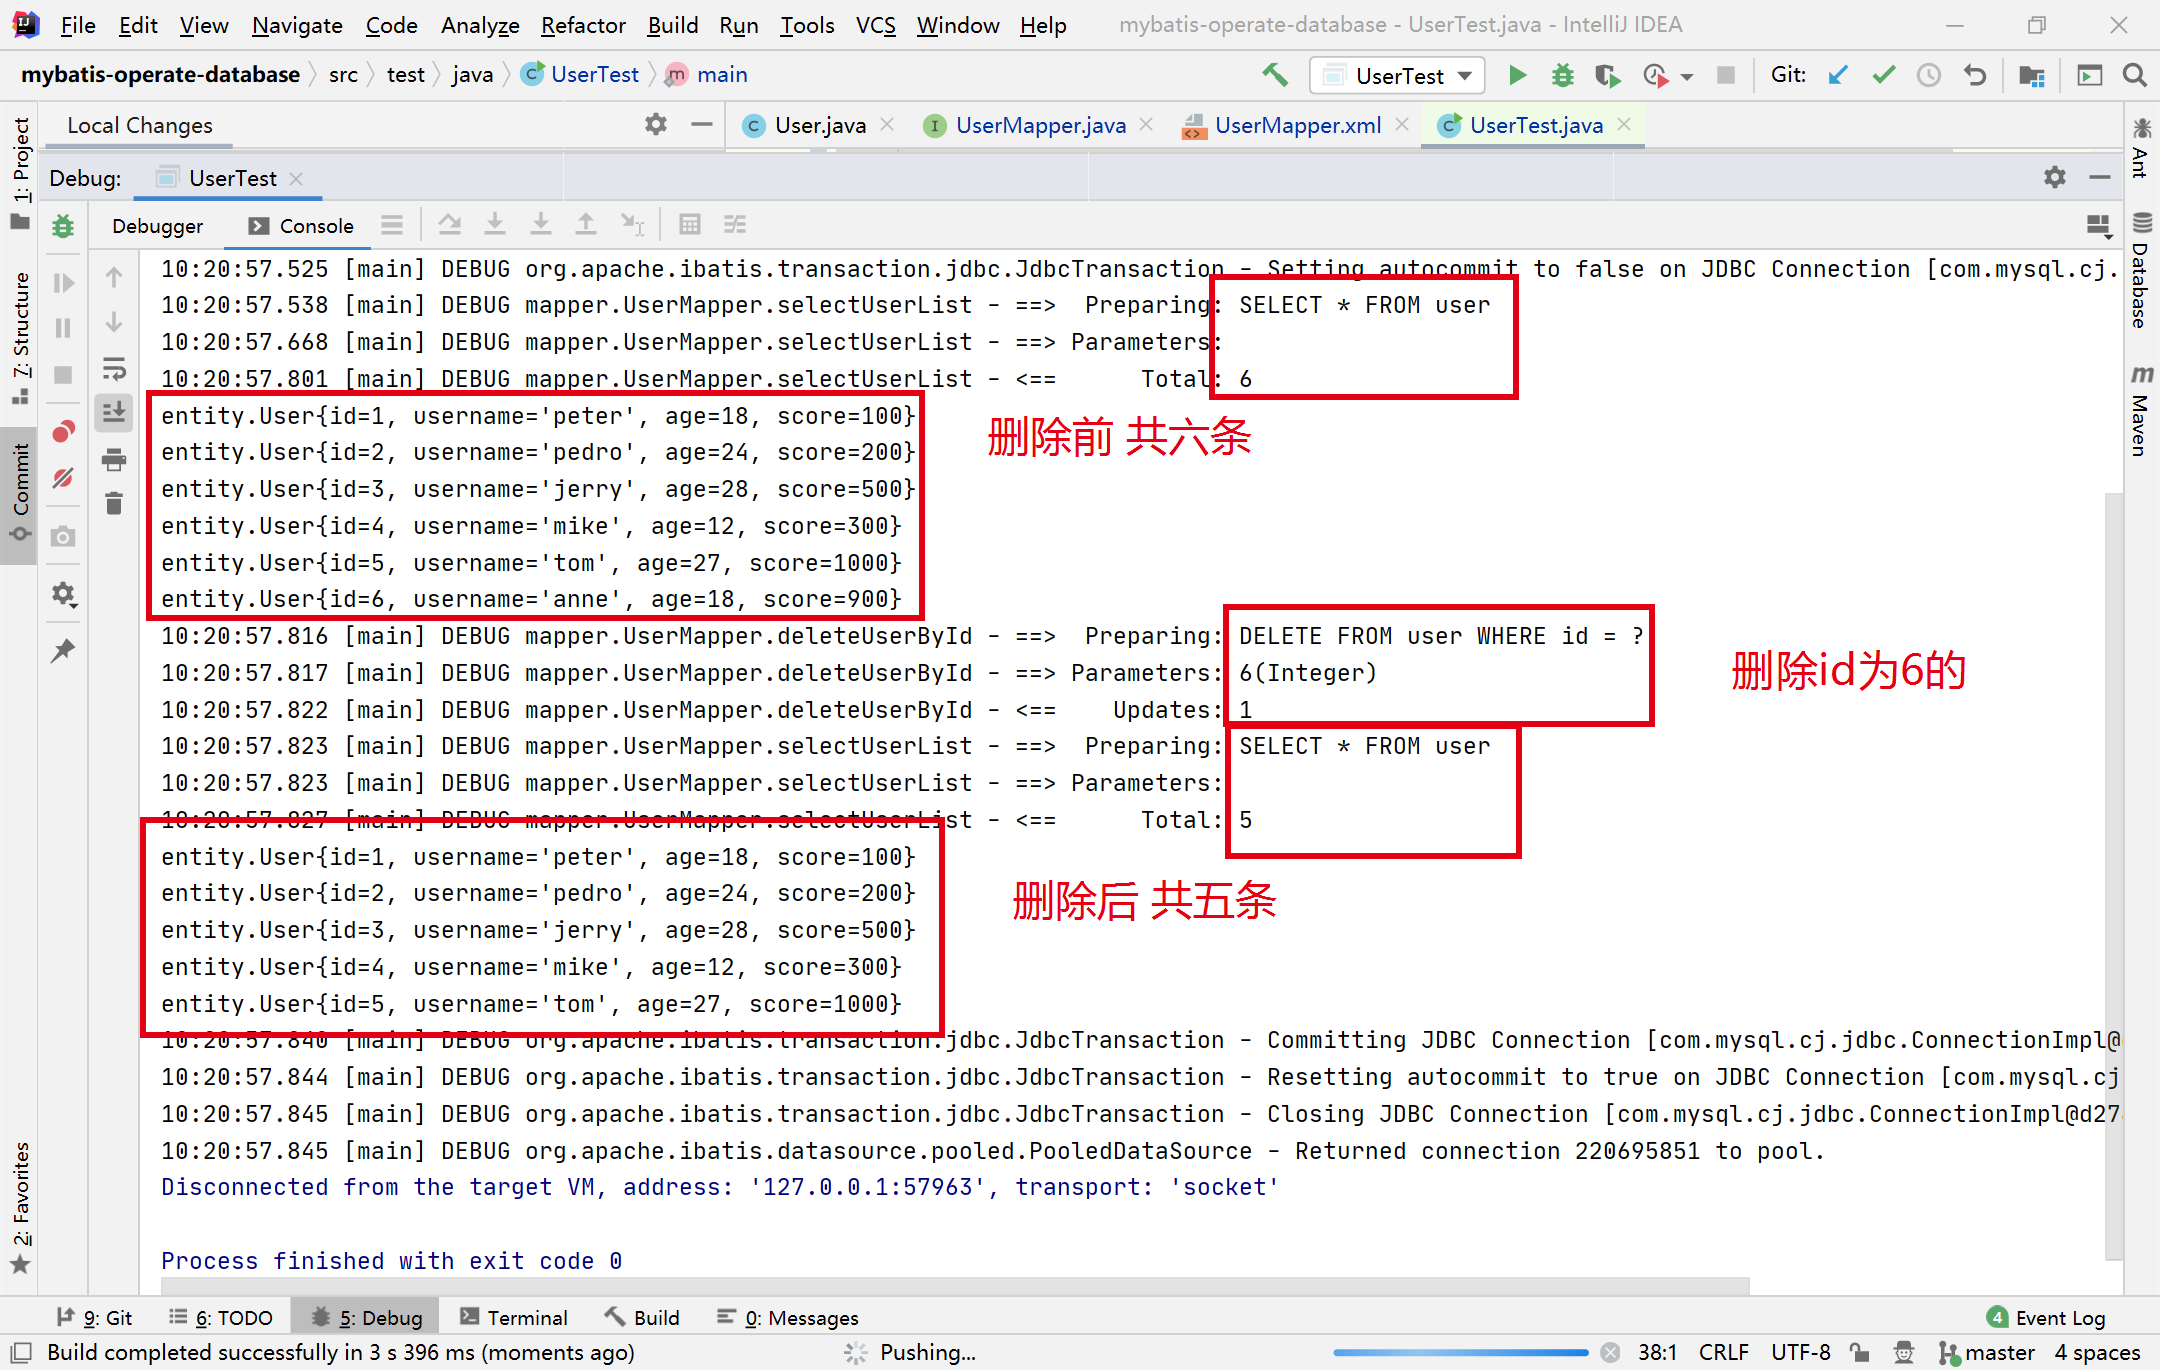 File Edit View Navigate Code Analyze Refactor Build Run Tools VCS Window Help mybatis-operate-database - UserTest.java - IntelliJ IDEA
mybatis-operate-database src test java UserTest main UserTest Git:
Local Changes User.java UserMapper.java UserMapper.xml UserTest.java
Debug: UserTest
Debugger Console
10:20:57.525 [main] DEBUG org.apache.ibatis.transaction.jdbc.JdbcTransaction - Setting autocommit to false on JDBC Connection [com.mysql.cj.
10:20:57.538 [main] DEBUG mapper.UserMapper.selectUserList - ==>  Preparing: SELECT * FROM user
10:20:57.668 [main] DEBUG mapper.UserMapper.selectUserList - ==> Parameters:
10:20:57.801 [main] DEBUG mapper.UserMapper.selectUserList - <==      Total: 6
entity.User{id=1, username='peter', age=18, score=100}
删除前 共六条
entity.User{id=2, username='pedro', age=24, score=200}
entity.User{id=3, username='jerry', age=28, score=500}
entity.User{id=4, username='mike', age=12, score=300}
entity.User{id=5, username='tom', age=27, score=1000}
entity.User{id=6, username='anne', age=18, score=900}
10:20:57.816 [main] DEBUG mapper.UserMapper.deleteUserById - ==>  Preparing: DELETE FROM user WHERE id = ?
10:20:57.817 [main] DEBUG mapper.UserMapper.deleteUserById - ==> Parameters: 6(Integer)
删除id为6的
10:20:57.822 [main] DEBUG mapper.UserMapper.deleteUserById - <==    Updates: 1
10:20:57.823 [main] DEBUG mapper.UserMapper.selectUserList - ==>  Preparing: SELECT * FROM user
10:20:57.823 [main] DEBUG mapper.UserMapper.selectUserList - ==> Parameters:
10:20:57.827 [main] DEBUG mapper.UserMapper.selectUserList - <==      Total: 5
entity.User{id=1, username='peter', age=18, score=100}
entity.User{id=2, username='pedro', age=24, score=200}
删除后 共五条
entity.User{id=3, username='jerry', age=28, score=500}
entity.User{id=4, username='mike', age=12, score=300}
entity.User{id=5, username='tom', age=27, score=1000}
10:20:57.840 [main] DEBUG org.apache.ibatis.transaction.jdbc.JdbcTransaction - Committing JDBC Connection [com.mysql.cj.jdbc.ConnectionImpl@
10:20:57.844 [main] DEBUG org.apache.ibatis.transaction.jdbc.JdbcTransaction - Resetting autocommit to true on JDBC Connection [com.mysql.cj
10:20:57.845 [main] DEBUG org.apache.ibatis.transaction.jdbc.JdbcTransaction - Closing JDBC Connection [com.mysql.cj.jdbc.ConnectionImpl@d27
10:20:57.845 [main] DEBUG org.apache.ibatis.datasource.pooled.PooledDataSource - Returned connection 220695851 to pool.
Disconnected from the target VM, address: '127.0.0.1:57963', transport: 'socket'
Process finished with exit code 0
1: Project
7: Structure
Commit
2: Favorites
Ant
Database
Maven
9: Git 6: TODO 5: Debug Terminal Build 0: Messages 4 Event Log
Build completed successfully in 3 s 396 ms (moments ago) Pushing... 38:1 CRLF UTF-8 master 4 spaces